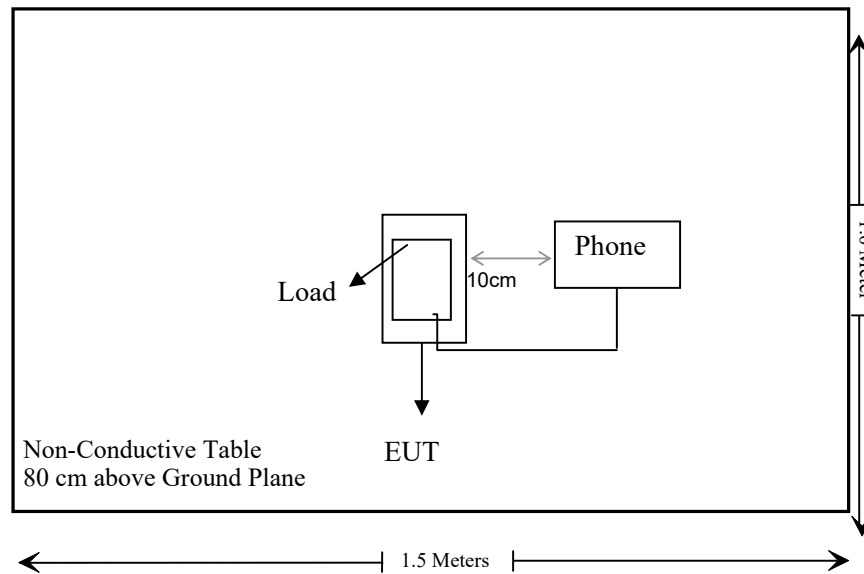 Phone
10cm
Load
Non-Conductive Table
80 cm above Ground Plane
EUT
1.5 Meters